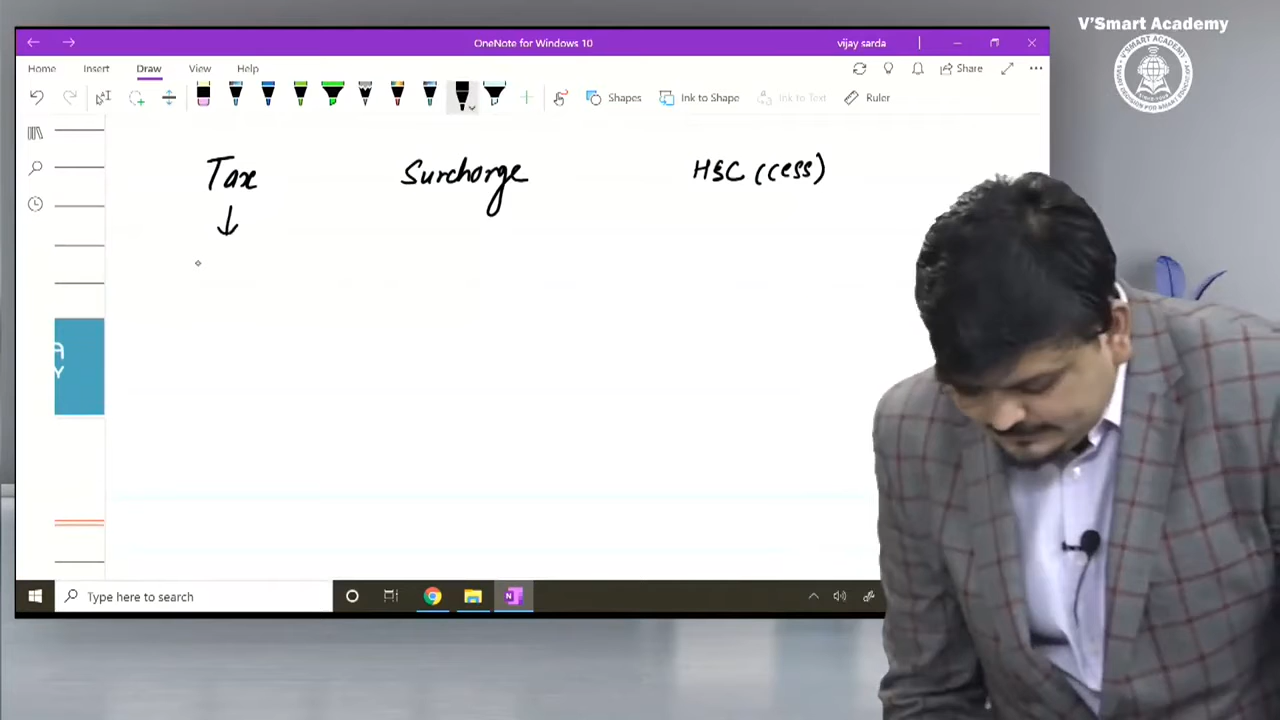 V'Smart Academy
OneNote for Windows 10
vijay sarda
Home Insert Draw View Help
Share
Shapes
Ink to Shape
Ink to Text
Ruler
Tax Surcharge H&C (cess)
A
Y
Type here to search